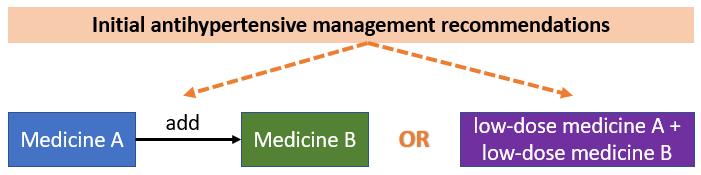 Initial antihypertensive management recommendations
Medicine A
add
Medicine B
OR
low-dose medicine A +
low-dose medicine B